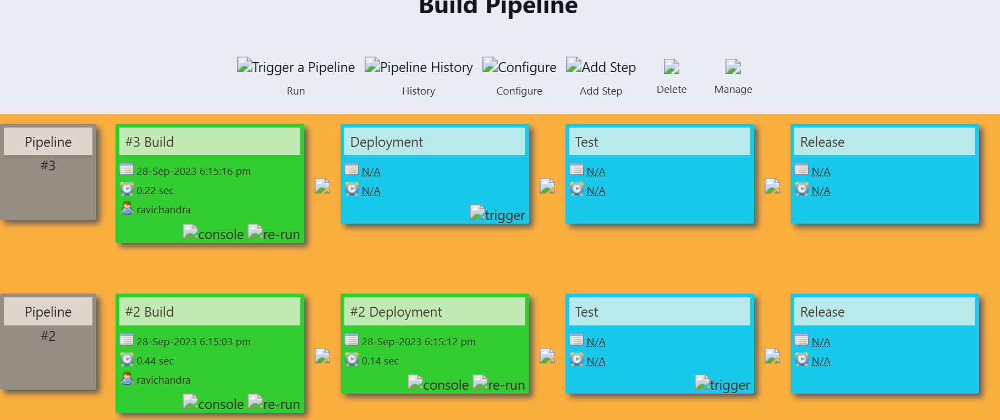 Build Pipeline
Trigger a Pipeline Pipeline History Configure Add Step
Run History Configure Add Step Delete Manage
Pipeline
#3
#3 Build
28-Sep-2023 6:15:16 pm
0.22 sec
ravichandra
console re-run
Deployment
N/A
N/A
trigger
Test
N/A
N/A
Release
N/A
N/A
Pipeline
#2
#2 Build
28-Sep-2023 6:15:03 pm
0.44 sec
ravichandra
console re-run
#2 Deployment
28-Sep-2023 6:15:12 pm
0.14 sec
console re-run
Test
N/A
N/A
trigger
Release
N/A
N/A